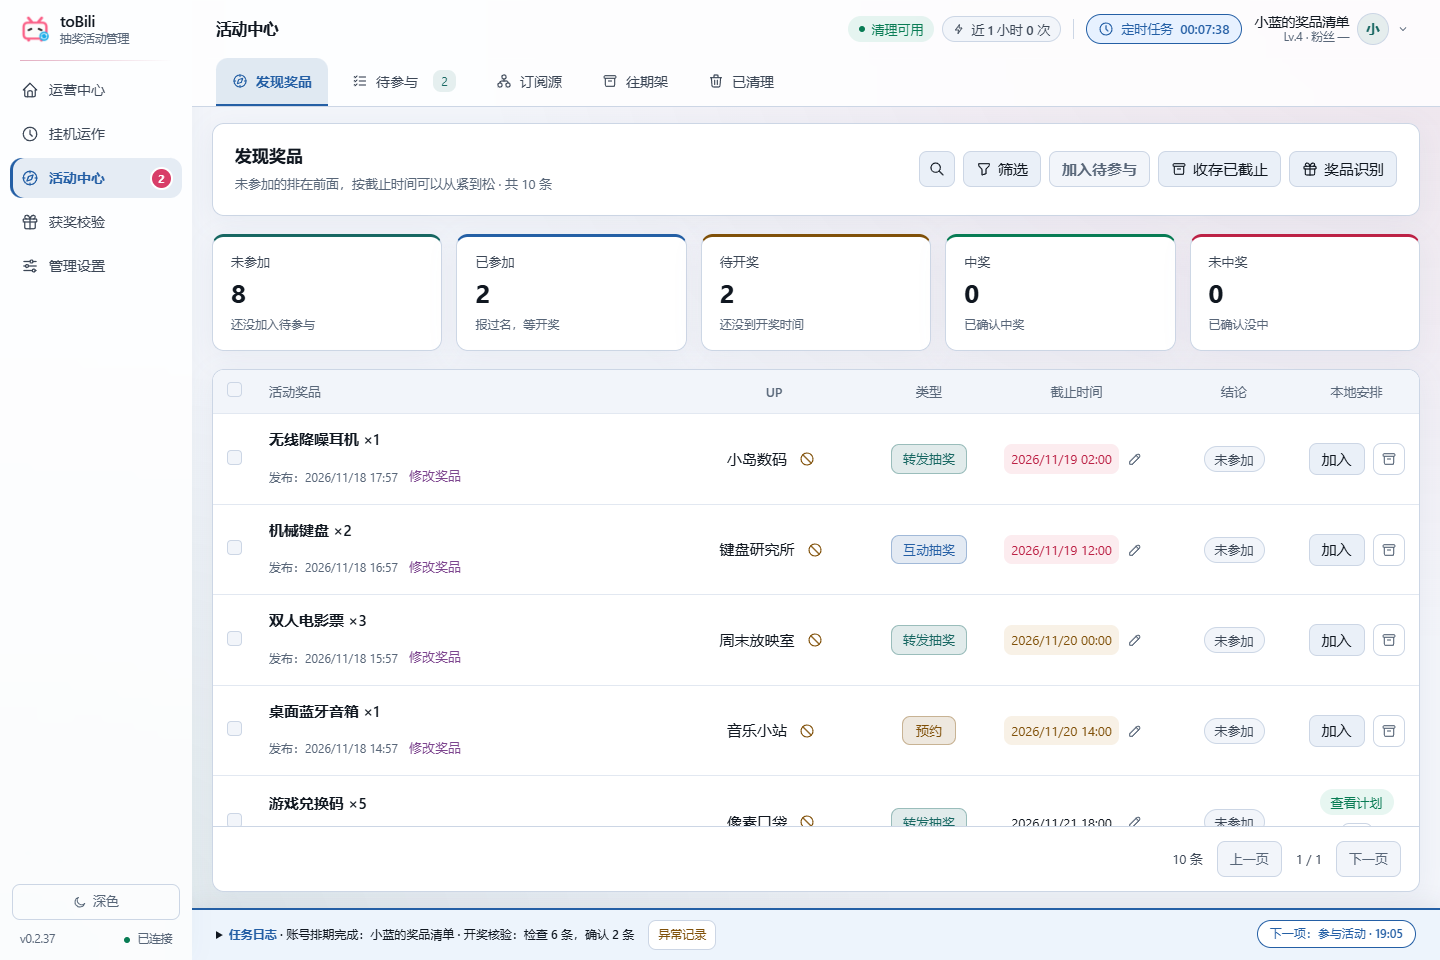 toBili
抽奖活动管理
运营中心
挂机运作
活动中心 2
获奖校验
管理设置
深色
v0.2.37 已连接
活动中心
清理可用 近 1 小时 0 次 定时任务 00:07:38 小蓝的奖品清单 小
Lv.4 · 粉丝 —
发现奖品 待参与 2 订阅源 往期架 已清理
发现奖品
未参加的排在前面，按截止时间可以从紧到松 · 共 10 条
筛选 加入待参与 收存已截止 奖品识别
未参加 已参加 待开奖 中奖 未中奖
8 2 2 0 0
还没加入待参与 报过名，等开奖 还没到开奖时间 已确认中奖 已确认没中
活动奖品 UP 类型 截止时间 结论 本地安排
无线降噪耳机 ×1
发布：2026/11/18 17:57 修改奖品
小岛数码 转发抽奖 2026/11/19 02:00 未参加 加入
机械键盘 ×2
发布：2026/11/18 16:57 修改奖品
键盘研究所 互动抽奖 2026/11/19 12:00 未参加 加入
双人电影票 ×3
发布：2026/11/18 15:57 修改奖品
周末放映室 转发抽奖 2026/11/20 00:00 未参加 加入
桌面蓝牙音箱 ×1
发布：2026/11/18 14:57 修改奖品
音乐小站 预约 2026/11/20 14:00 未参加 加入
游戏兑换码 ×5
像素口袋 转发抽奖 2026/11/21 18:00 未参加 查看计划
10 条 上一页 1 / 1 下一页
任务日志 · 账号排期完成：小蓝的奖品清单 · 开奖核验：检查 6 条，确认 2 条 异常记录
下一项：参与活动 · 19:05